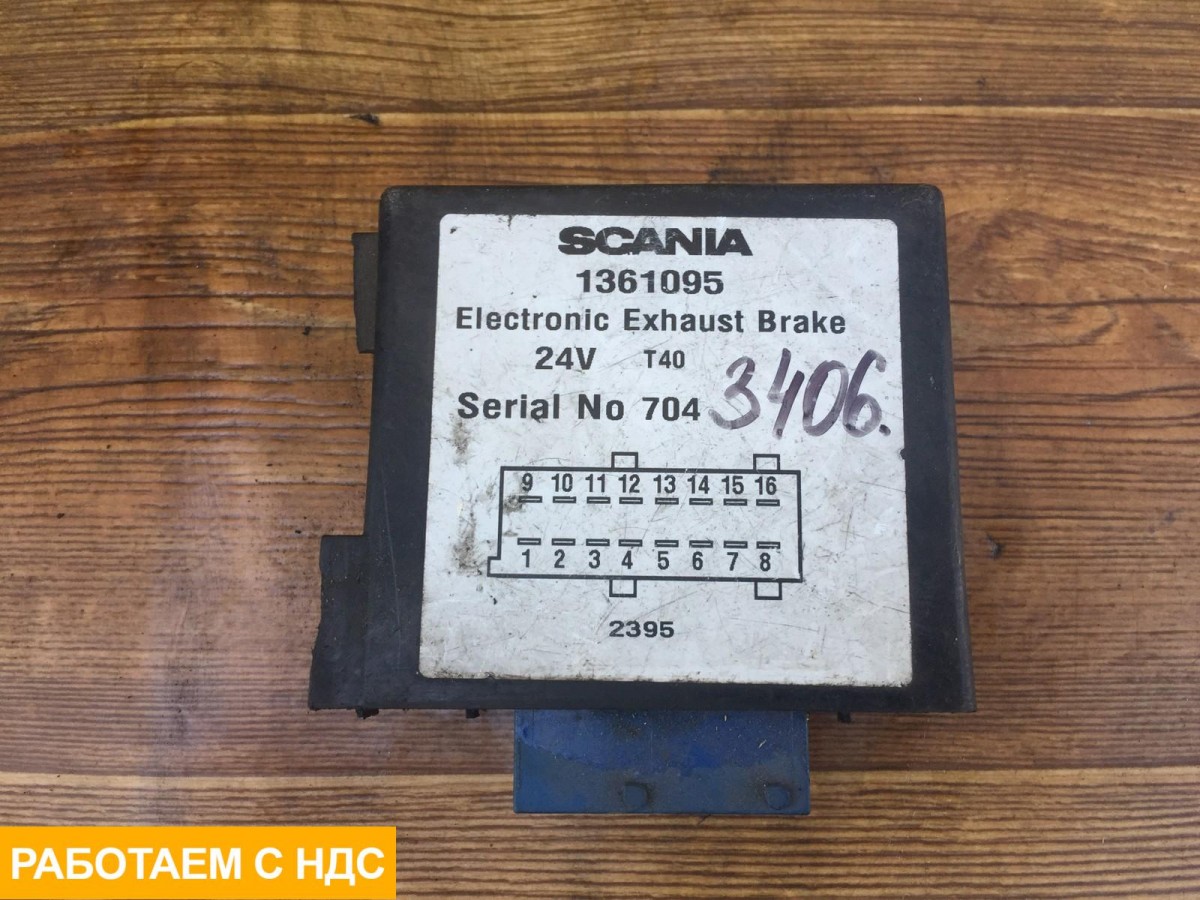 SCANIA
1361095
Electronic Exhaust Brake
24V T40
Serial No 704 3406.
9 10 11 12 13 14 15 16
1 2 3 4 5 6 7 8
2395
РАБОТАЕМ С НДС